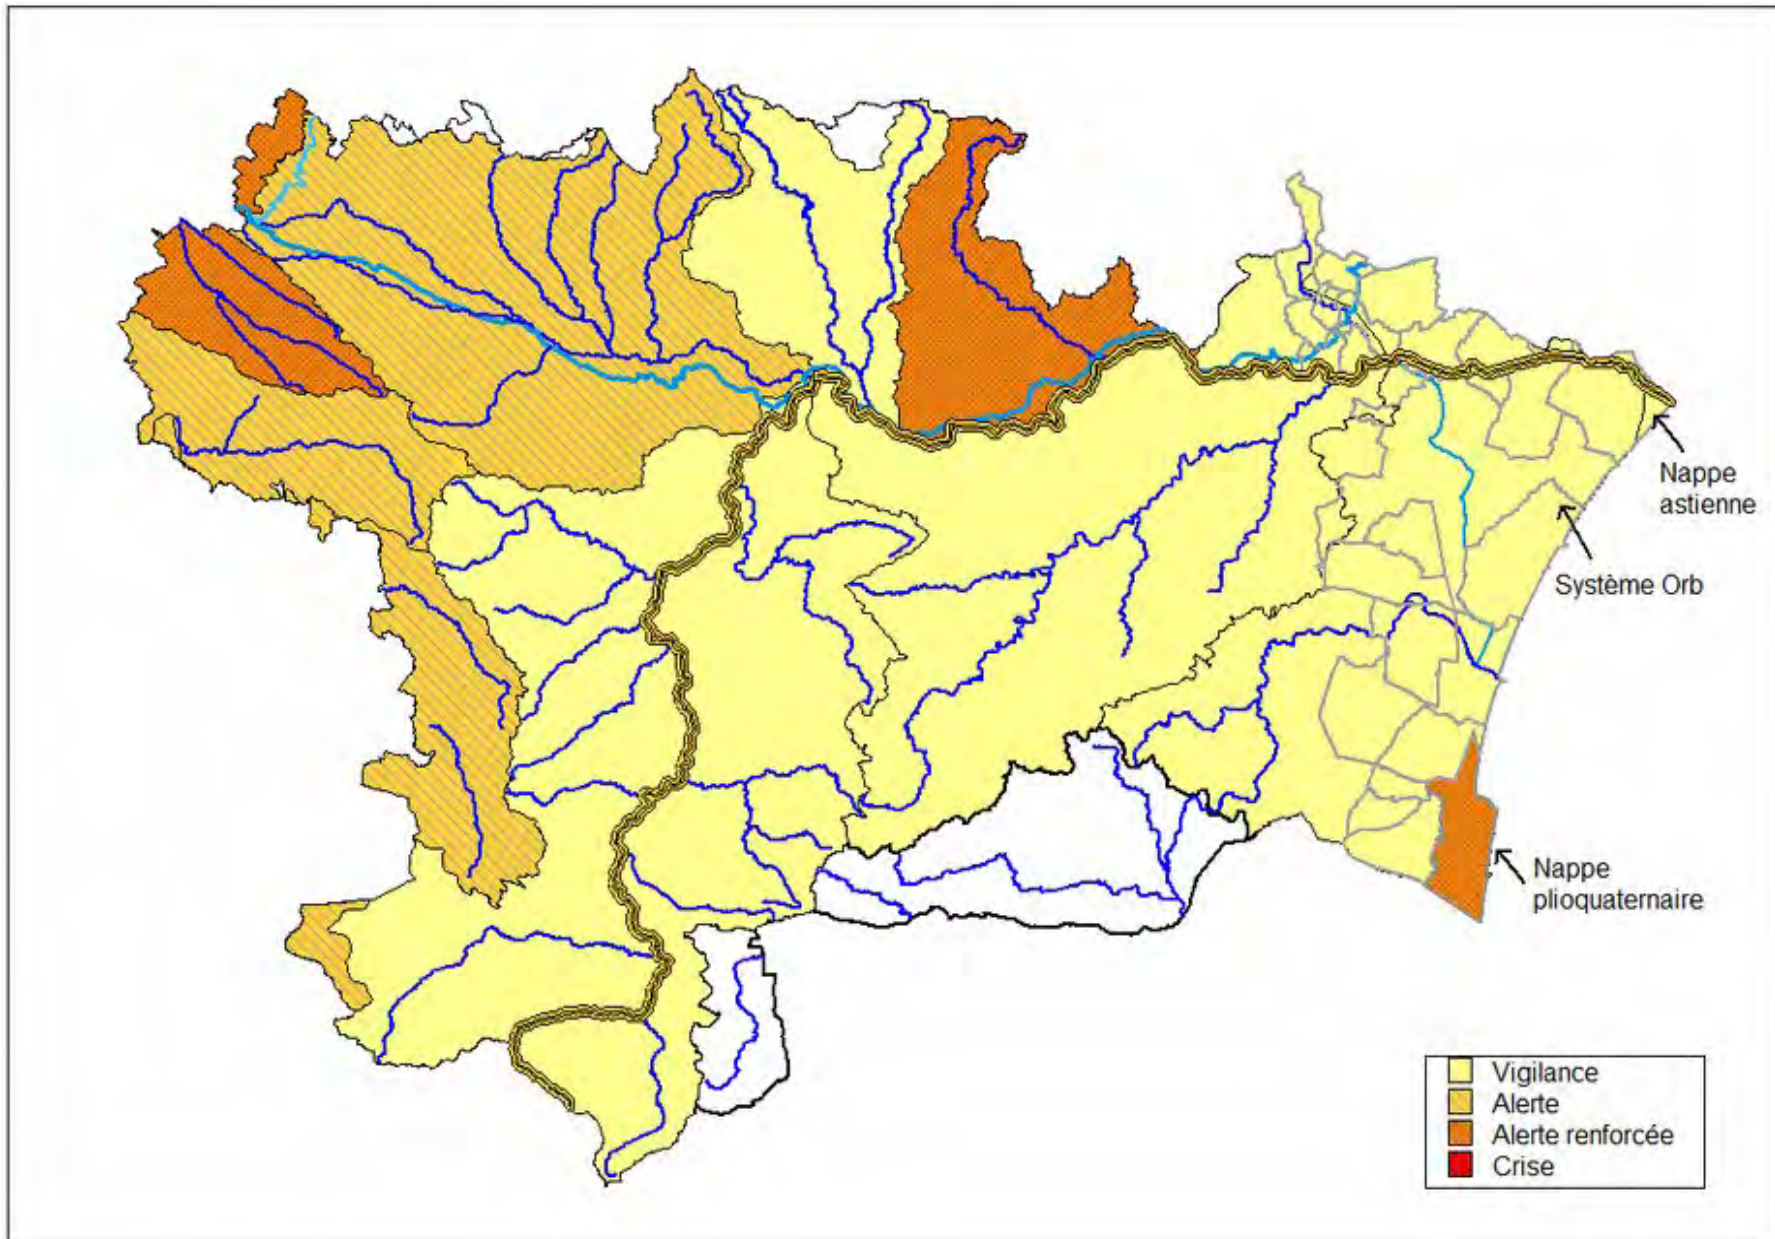 Nappe
astienne
Système Orb
Nappe
plioquaternaire
Vigilance
Alerte
Alerte renforcée
Crise